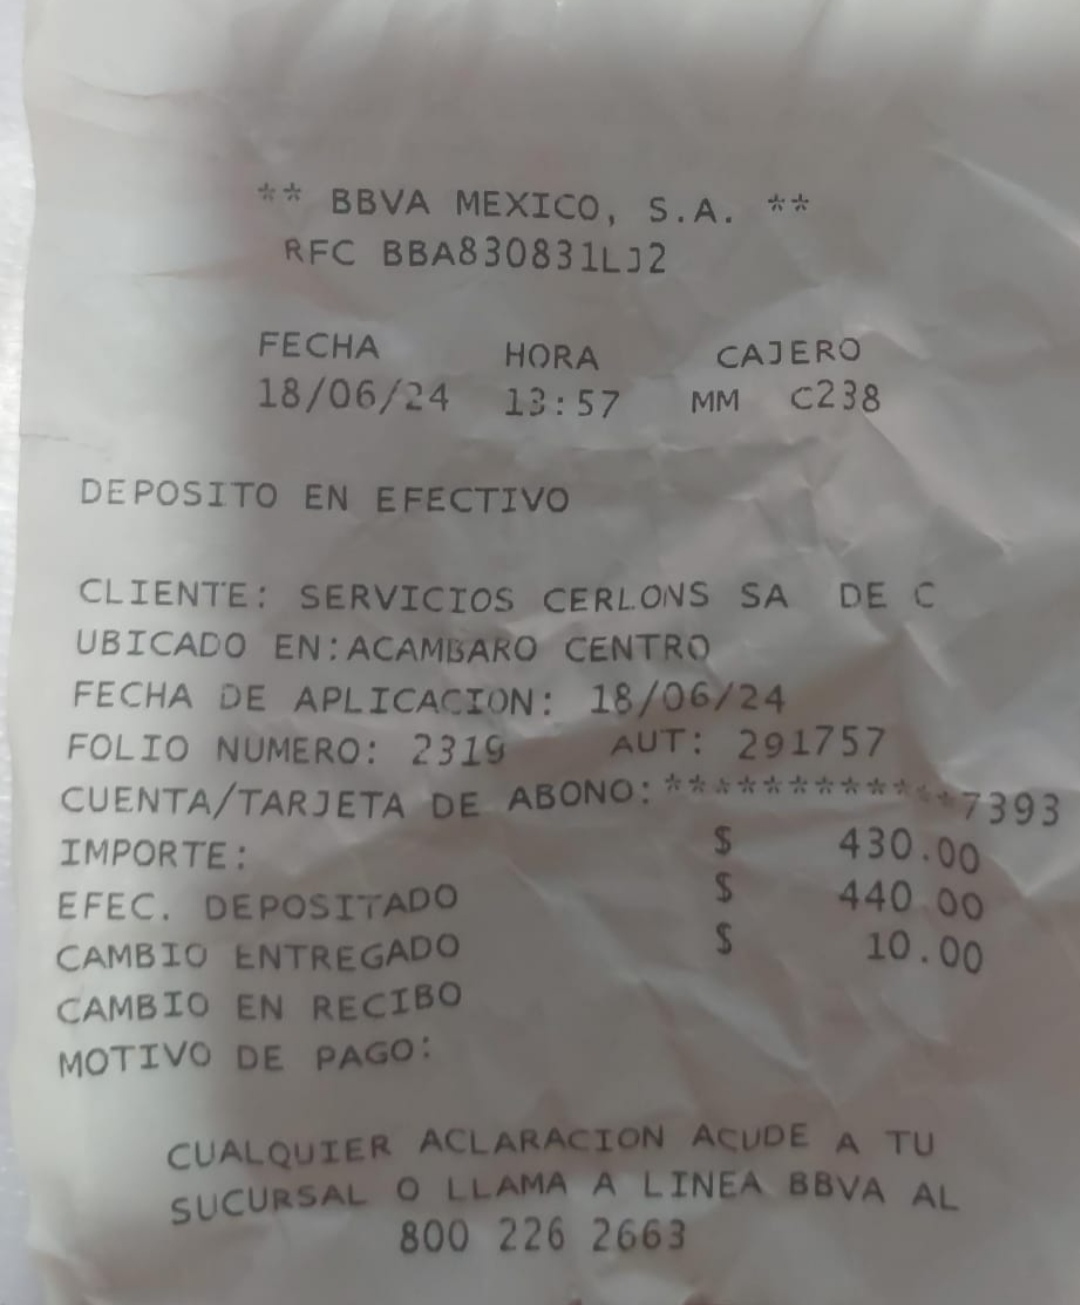 ** BBVA MEXICO, S.A. **
RFC BBA830831LJ2
FECHA HORA CAJERO
18/06/24 13:57 MM C238
DEPOSITO EN EFECTIVO
CLIENTE: SERVICIOS CERLONS SA DE C
UBICADO EN:ACAMBARO CENTRO
FECHA DE APLICACION: 18/06/24
FOLIO NUMERO: 2319 AUT: 291757
CUENTA/TARJETA DE ABONO:************7393
IMPORTE: $ 430.00
EFEC. DEPOSITADO $ 440.00
CAMBIO ENTREGADO $ 10.00
CAMBIO EN RECIBO
MOTIVO DE PAGO:
CUALQUIER ACLARACION ACUDE A TU
SUCURSAL O LLAMA A LINEA BBVA AL
800 226 2663